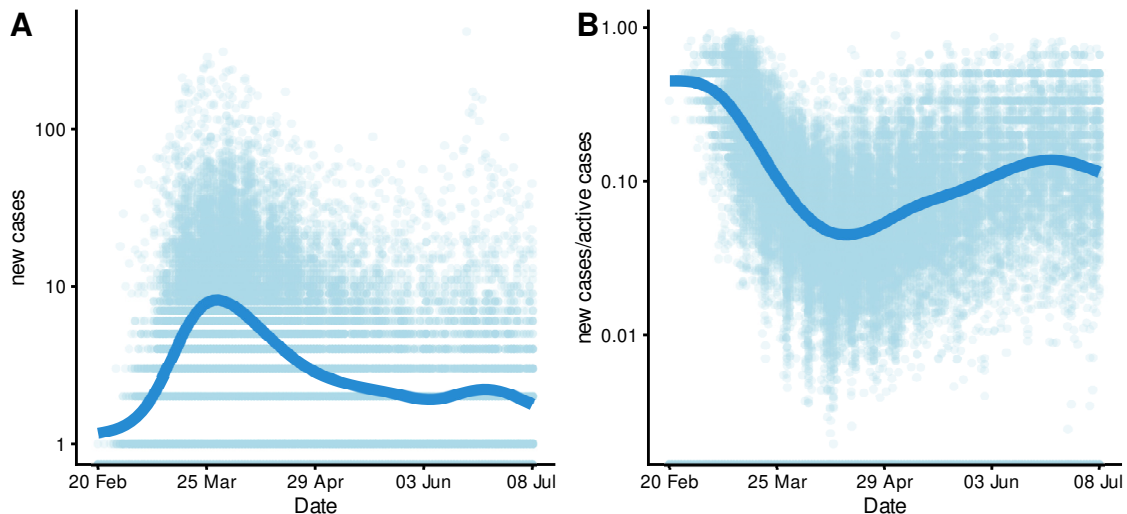 A
new cases
100
10
1
20 Feb 25 Mar 29 Apr 03 Jun 08 Jul
Date
B
new cases/active cases
1.00
0.10
0.01
20 Feb 25 Mar 29 Apr 03 Jun 08 Jul
Date